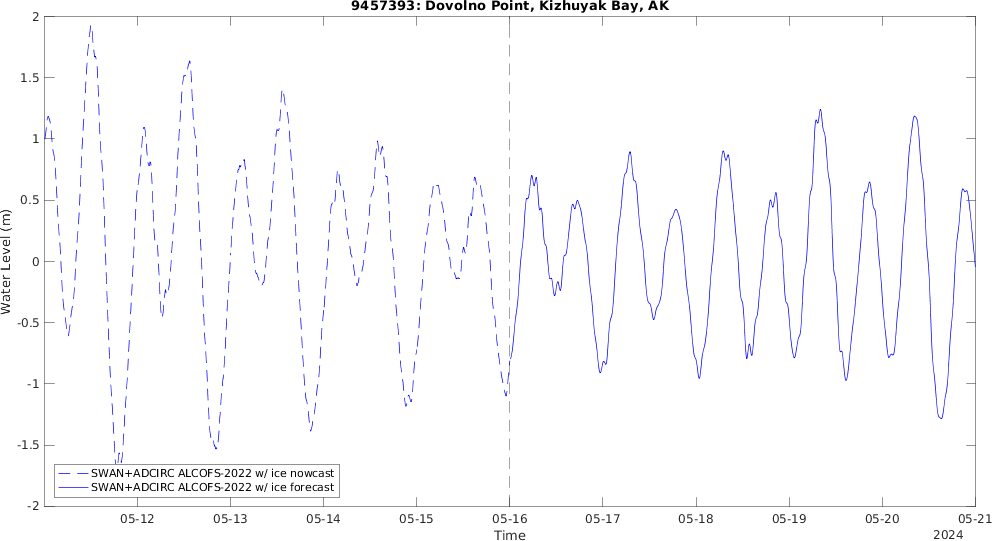 9457393: Dovolno Point, Kizhuyak Bay, AK
Water Level (m)
2
1.5
1
0.5
0
-0.5
-1
-1.5
-2
SWAN+ADCIRC ALCOFS-2022 w/ ice nowcast
SWAN+ADCIRC ALCOFS-2022 w/ ice forecast
05-12 05-13 05-14 05-15 05-16 05-17 05-18 05-19 05-20 05-21
Time
2024